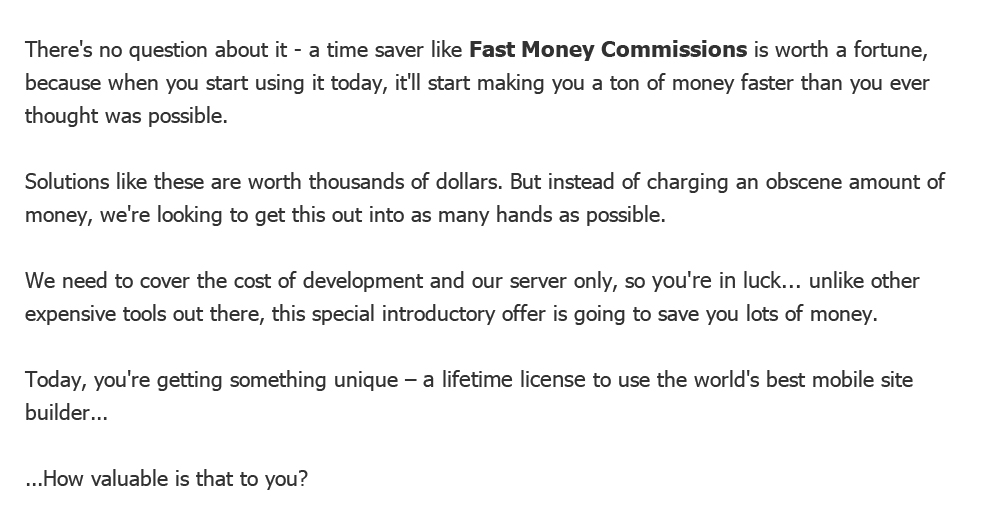 There's no question about it - a time saver like Fast Money Commissions is worth a fortune,
because when you start using it today, it'll start making you a ton of money faster than you ever
thought was possible.
Solutions like these are worth thousands of dollars. But instead of charging an obscene amount of
money, we're looking to get this out into as many hands as possible.
We need to cover the cost of development and our server only, so you're in luck... unlike other
expensive tools out there, this special introductory offer is going to save you lots of money.
Today, you're getting something unique – a lifetime license to use the world's best mobile site
builder...
...How valuable is that to you?